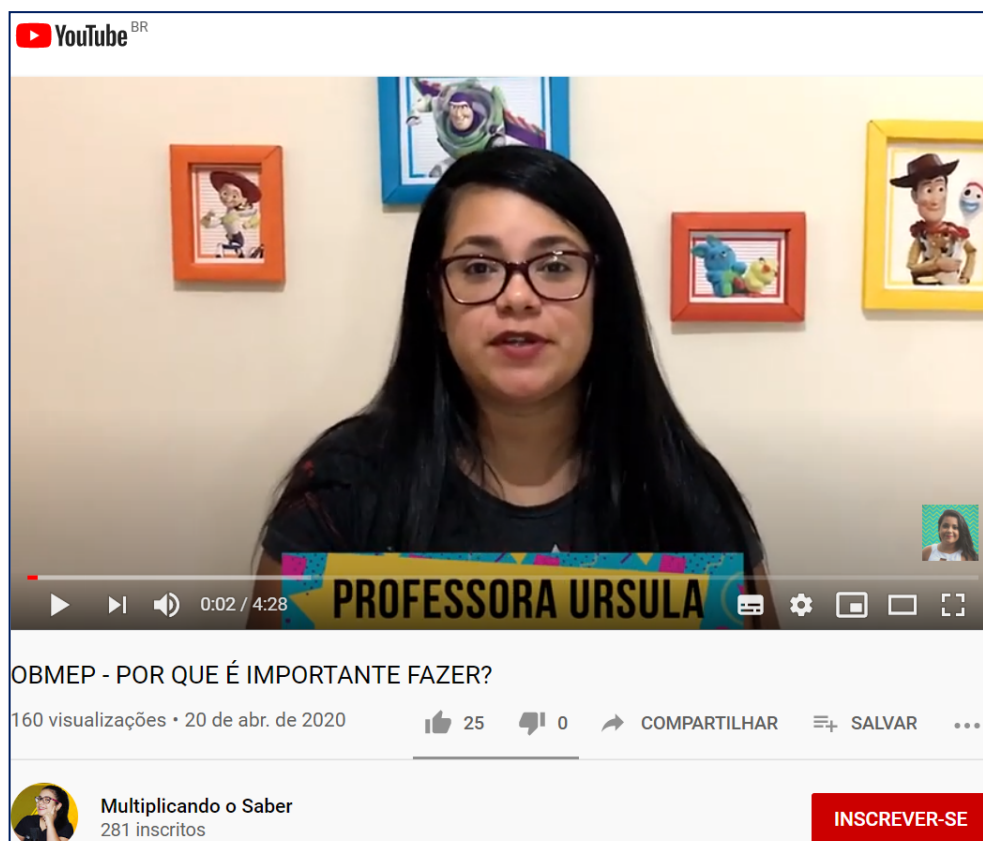 YouTube BR
0:02 / 4:28
PROFESSORA URSULA
OBMEP - POR QUE É IMPORTANTE FAZER?
160 visualizações • 20 de abr. de 2020
25
0
COMPARTILHAR
SALVAR
Multiplicando o Saber
281 inscritos
INSCREVER-SE